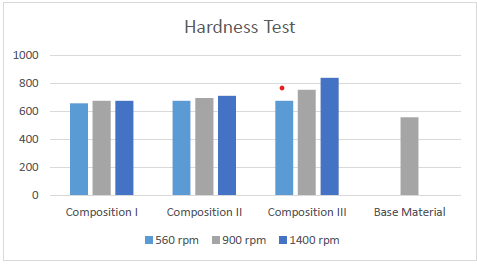 Hardness Test
1000
800
600
400
200
0
Composition I Composition II Composition III Base Material
560 rpm 900 rpm 1400 rpm